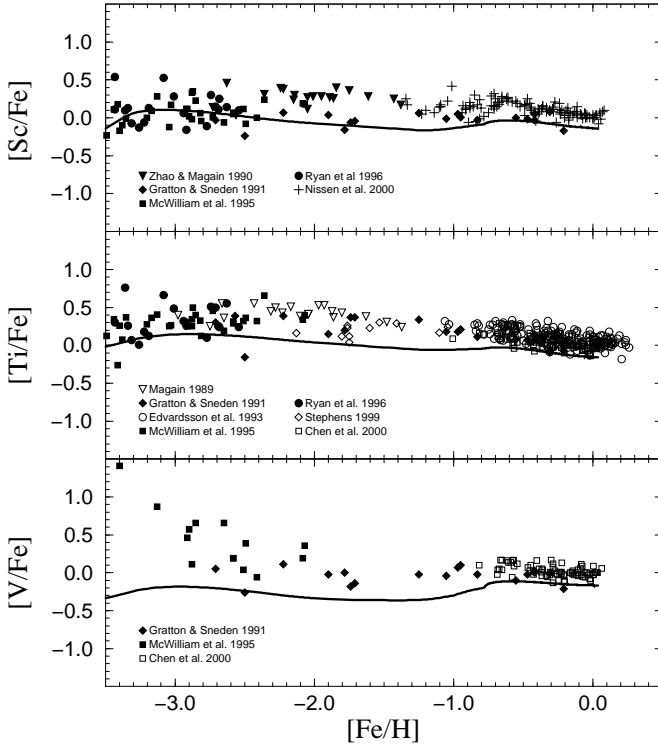 1.0
0.5
0.0
−0.5
−1.0
[Sc/Fe]
Zhao & Magain 1990
Gratton & Sneden 1991
McWilliam et al. 1995
Ryan et al 1996
Nissen et al. 2000
1.0
0.5
0.0
−0.5
−1.0
[Ti/Fe]
Magain 1989
Gratton & Sneden 1991
Edvardsson et al. 1993
McWilliam et al. 1995
Ryan et al. 1996
Stephens 1999
Chen et al. 2000
1.0
0.5
0.0
−0.5
−1.0
[V/Fe]
Gratton & Sneden 1991
McWilliam et al. 1995
Chen et al. 2000
−3.0 −2.0 −1.0 0.0
[Fe/H]